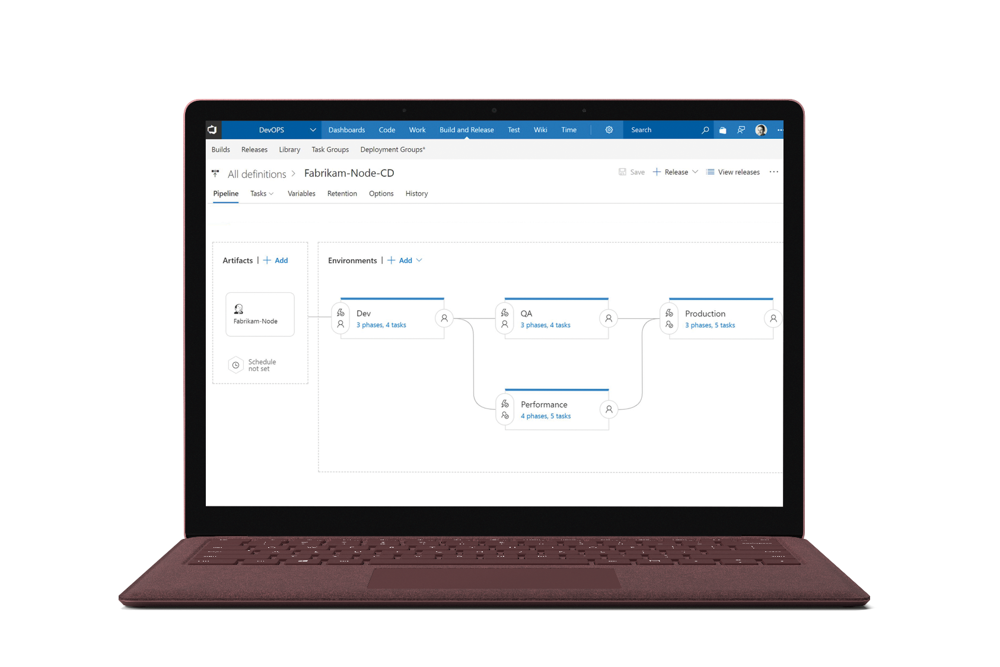 DevOPS Dashboards Code Work Build and Release Test Wiki Time Search
Builds Releases Library Task Groups Deployment Groups*
All definitions > Fabrikam-Node-CD Save + Release View releases ...
Pipeline Tasks Variables Retention Options History
Artifacts | + Add
Environments | + Add
Fabrikam-Node
Schedule
not set
Dev
3 phases, 4 tasks
QA
3 phases, 4 tasks
Production
3 phases, 5 tasks
Performance
4 phases, 5 tasks